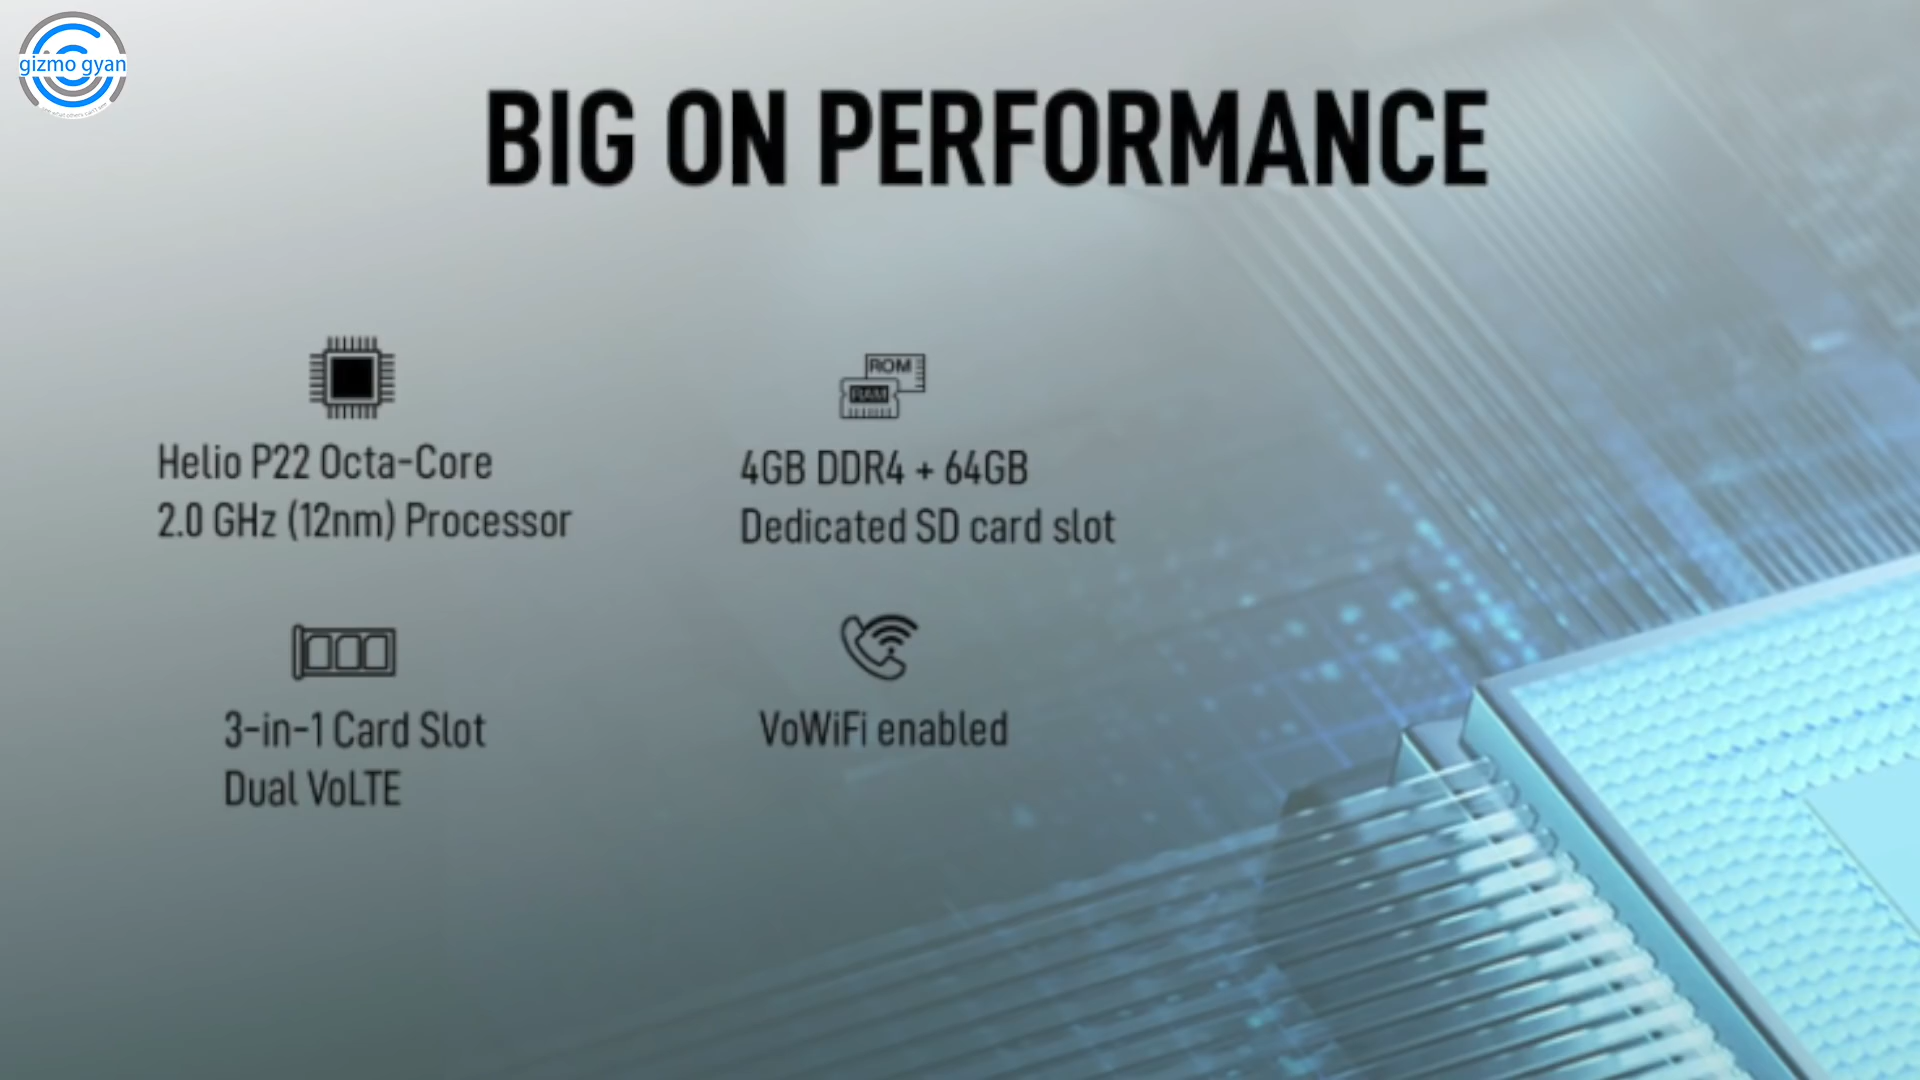 gizmo gyan
BIG ON PERFORMANCE
ROM
RAM
Helio P22 Octa-Core
2.0 GHz (12nm) Processor
4GB DDR4 + 64GB
Dedicated SD card slot
3-in-1 Card Slot
Dual VoLTE
VoWiFi enabled